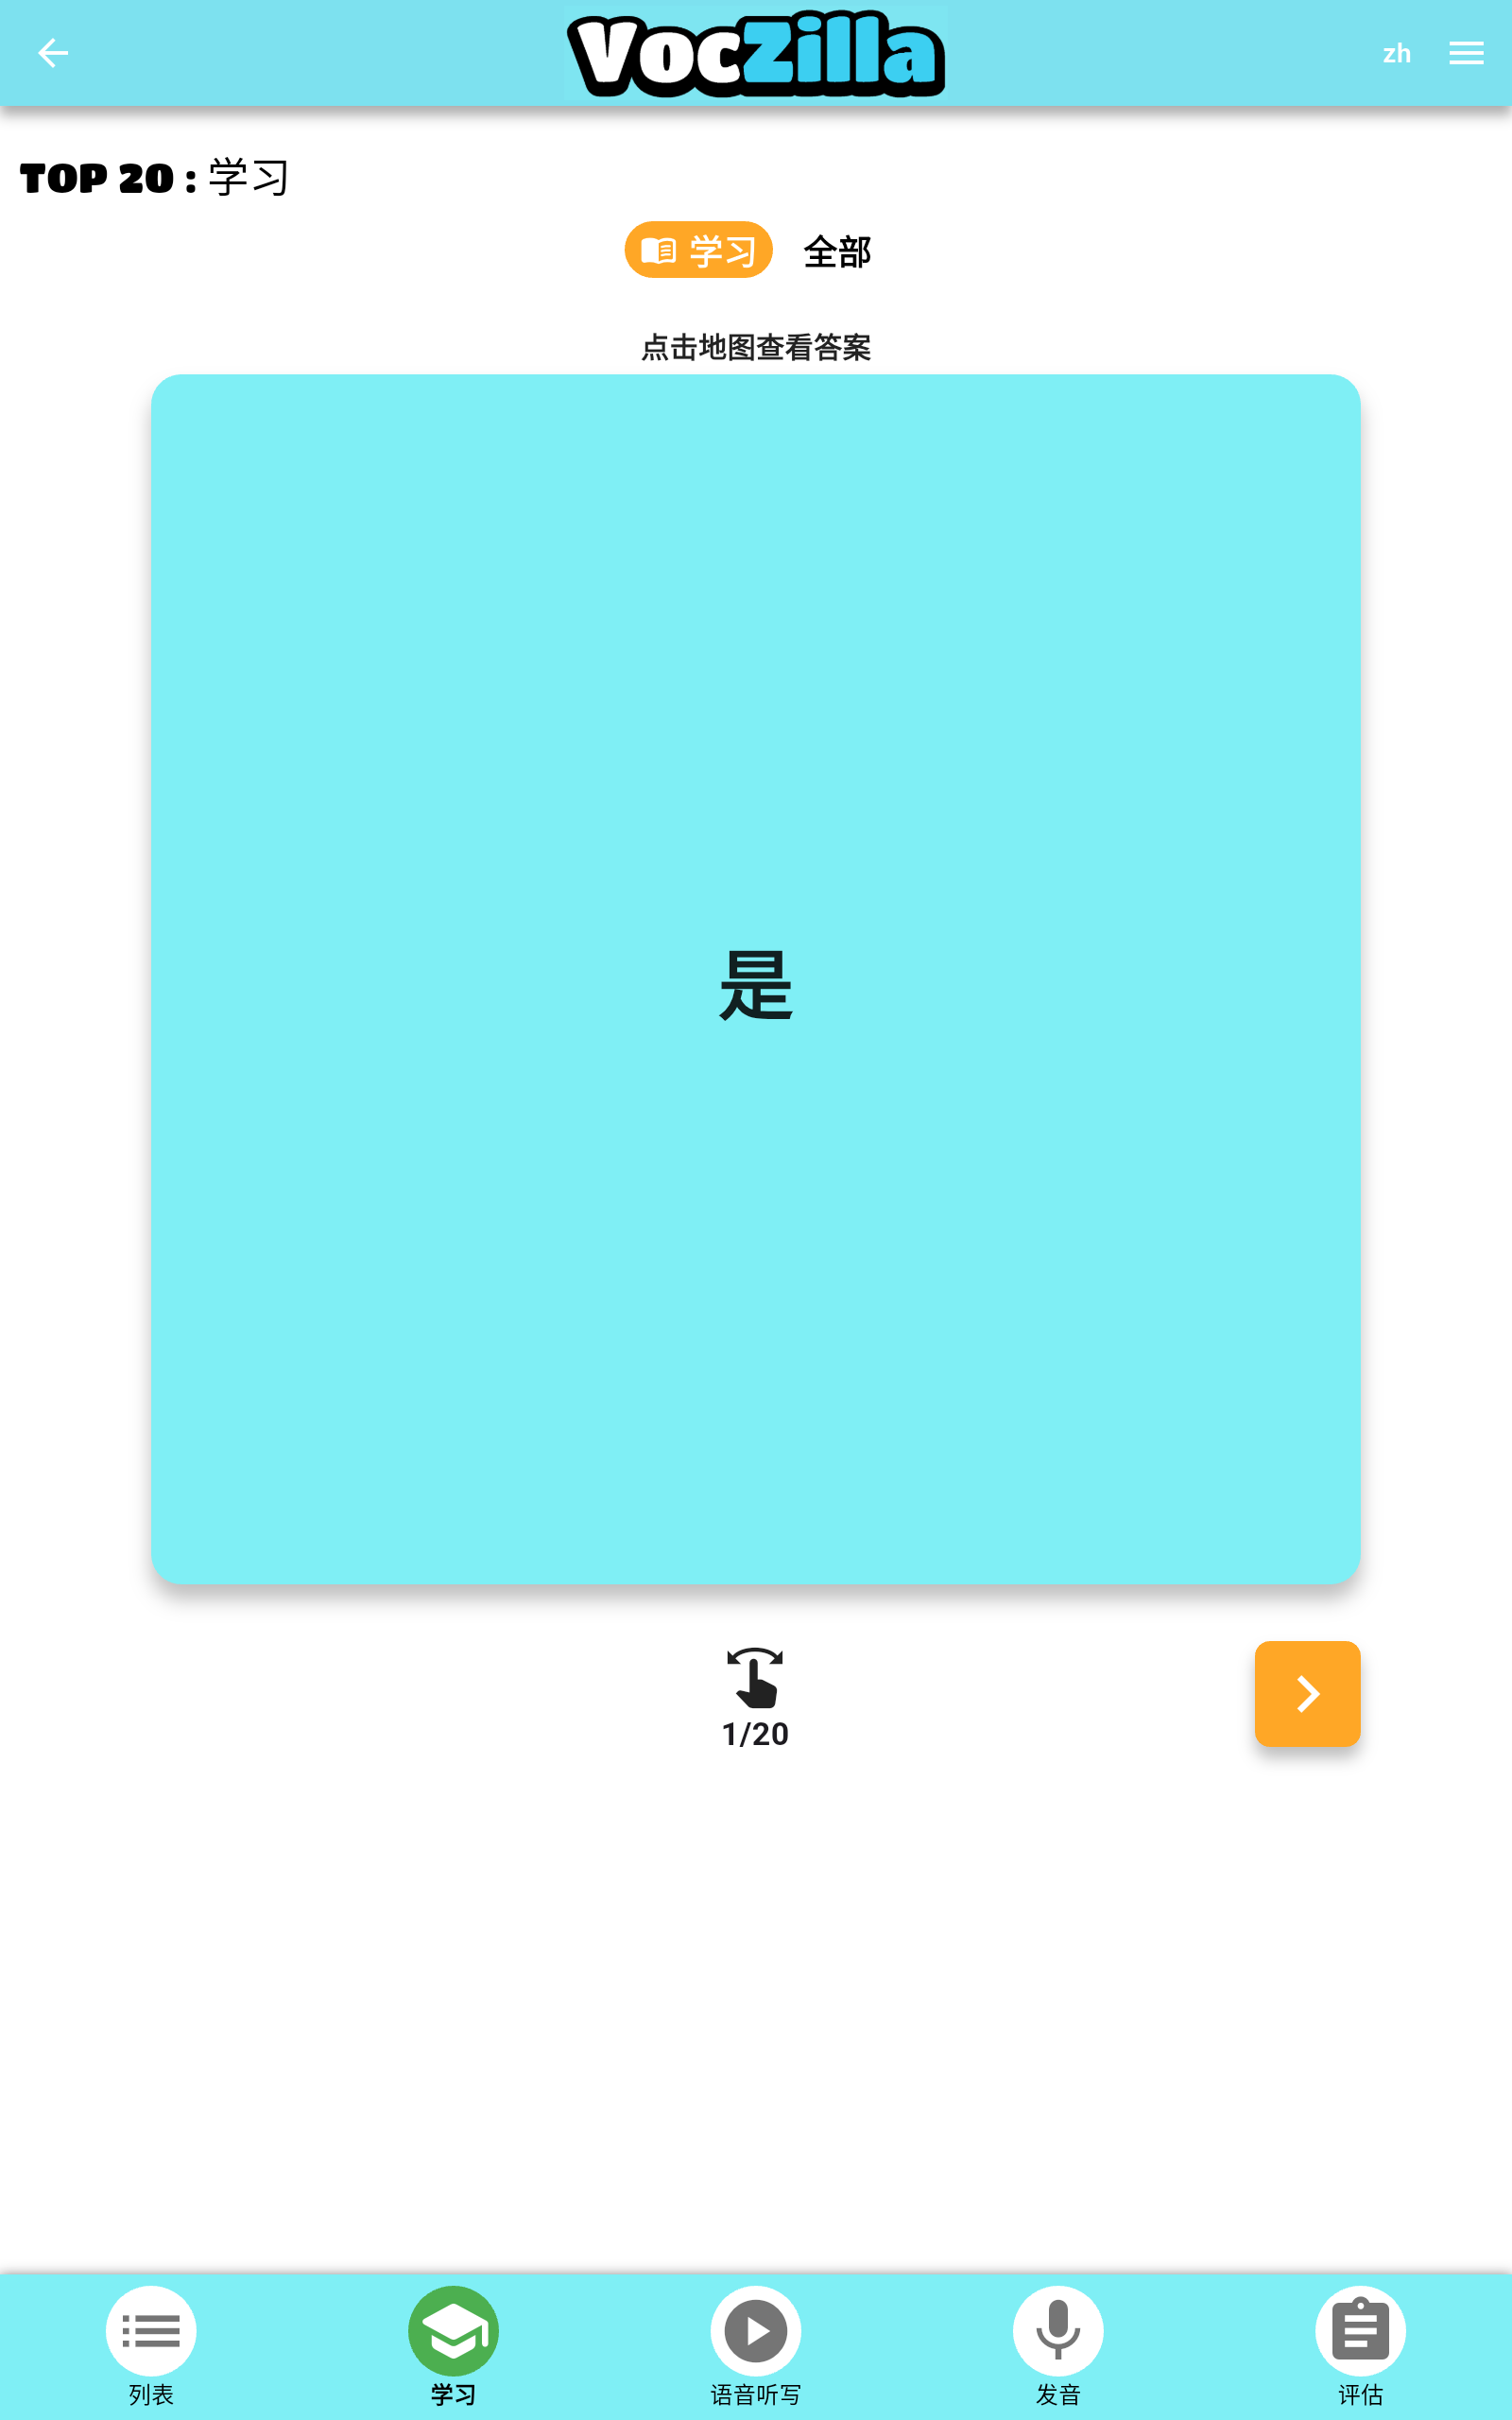 VocZilla
zh
TOP 20 : 学习
学习 全部
点击地图查看答案
是
1/20
列表 学习 语音听写 发音 评估